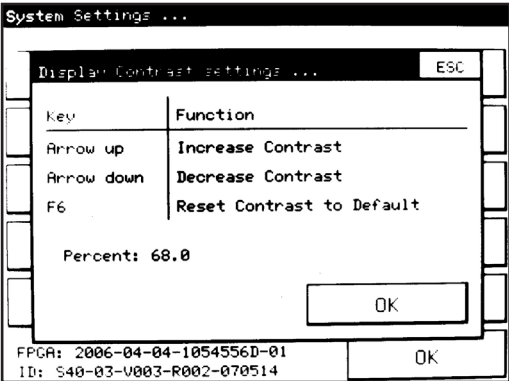 System Settings ...
Display Contrast settings ...
ESC
Key Function
Arrow up Increase Contrast
Arrow down Decrease Contrast
F6 Reset Contrast to Default
Percent: 68.0
OK
FPGA: 2006-04-04-1054556D-01
OK
ID: S40-03-V003-R002-070514